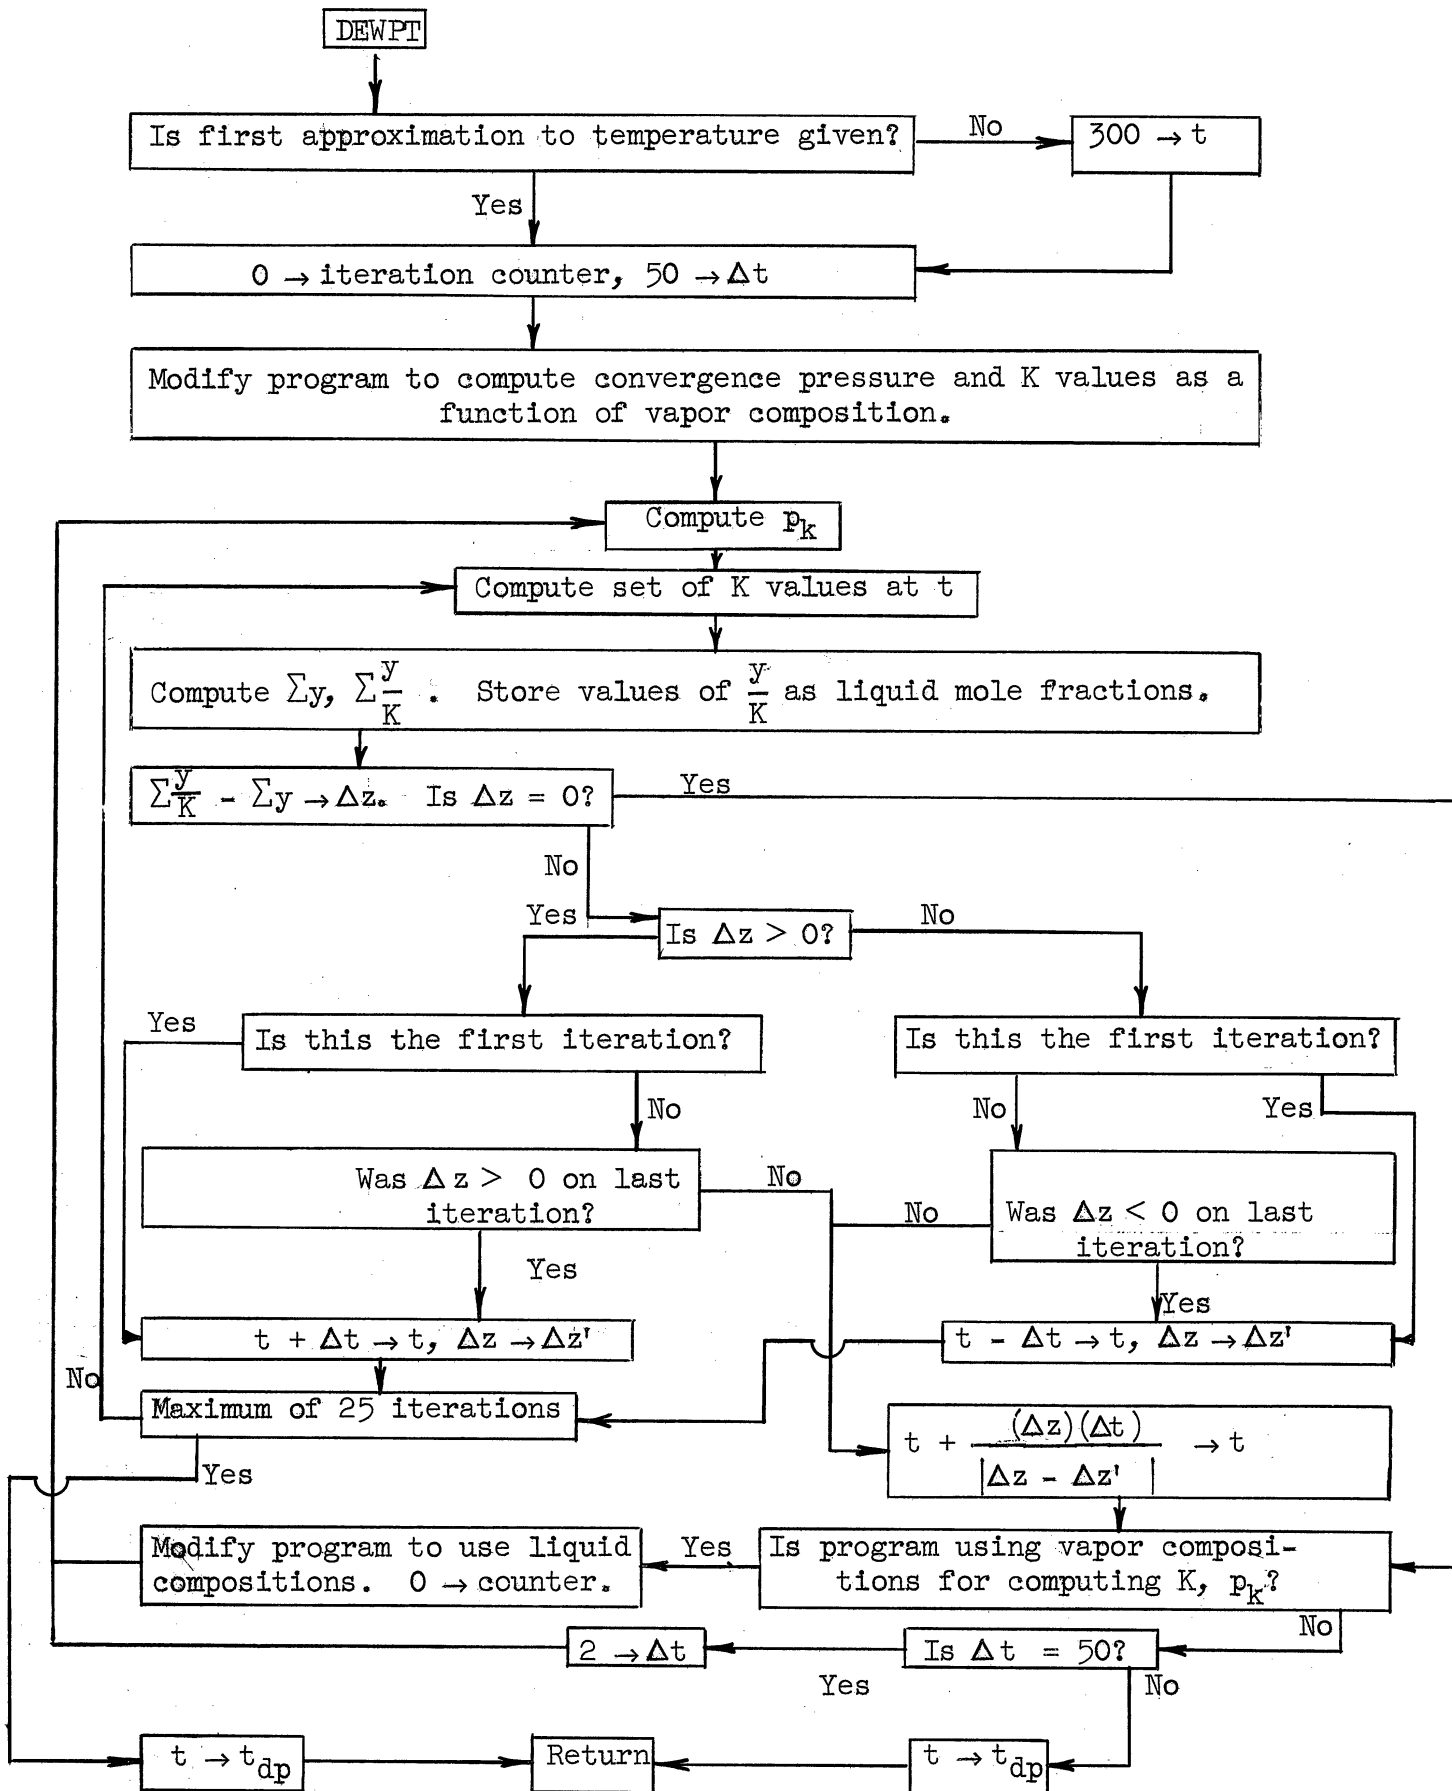 DEWPT
Is first approximation to temperature given?
No
300 → t
Yes
0 → iteration counter, 50 → Δt
Modify program to compute convergence pressure and K values as a
function of vapor composition.
Compute pk
Compute set of K values at t
Compute Σy, Σ y/K . Store values of y/K as liquid mole fractions.
Σ y/K - Σy → Δz. Is Δz = 0?
Yes
No
Yes
Is Δz > 0?
No
Yes
Is this the first iteration?
Is this the first iteration?
No
No
Yes
Was Δz > 0 on last
iteration?
No
No
Was Δz < 0 on last
iteration?
Yes
Yes
t + Δt → t, Δz → Δz'
t - Δt → t, Δz → Δz'
No
Maximum of 25 iterations
t + (Δz)(Δt) / |Δz - Δz'| → t
Yes
Modify program to use liquid
compositions. 0 → counter.
Yes
Is program using vapor composi-
tions for computing K, pk?
No
2 → Δt
Is Δt = 50?
Yes
No
t → tdp
Return
t → tdp